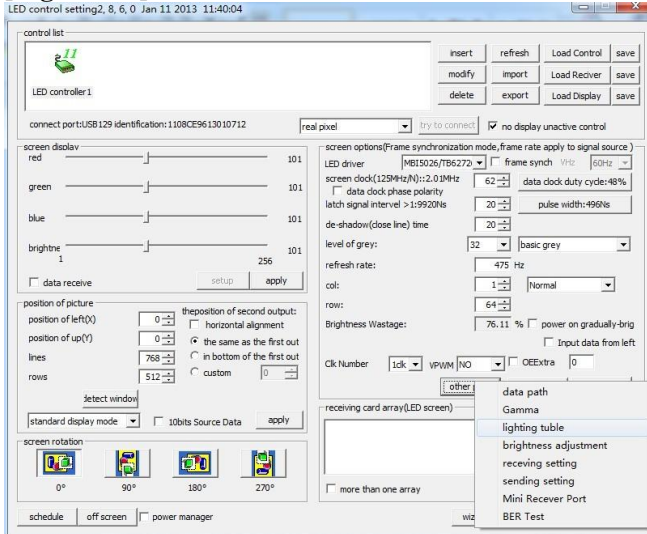 LED control setting2, 8, 6, 0 Jan 11 2013 11:40:04
control list
11
LED controller1
insert refresh Load Control save
modify import Load Reciver save
delete export Load Display save
connect port:USB129 identification:1108CE9613010712 real pixel try to connect no display unactive control
screen display
red 101
green 101
blue 101
brightne 101
1 256
data receive setup apply
position of picture
position of left(X) 0
position of up(Y) 0
lines 768
rows 512
theposition of second output:
horizontal alignment
the same as the first out
in bottom of the first out
custom 0
detect window
standard display mode 10bits Source Data apply
screen rotation
0° 90° 180° 270°
schedule off screen power manager
screen options(Frame synchronization mode,frame rate apply to signal source )
LED driver MBI5026/TB6272 frame synch VHz 60Hz
screen clock(125MHz/N)::2.01MHz 62 data clock duty cycle:48%
data clock phase polarity
latch signal intervel >1:9920Ns 20 pulse width:496Ns
de-shadow(close line) time 20
level of grey: 32 basic grey
refresh rate: 475 Hz
col: 1 Normal
row: 64
Brightness Wastage: 76.11 % power on gradually-brig
Input data from left
Clk Number 1clk VPWM NO OEExtra 0
other
receiving card array(LED screen)
more than one array
wiz
data path
Gamma
lighting tuble
brightness adjustment
receving setting
sending setting
Mini Recever Port
BER Test